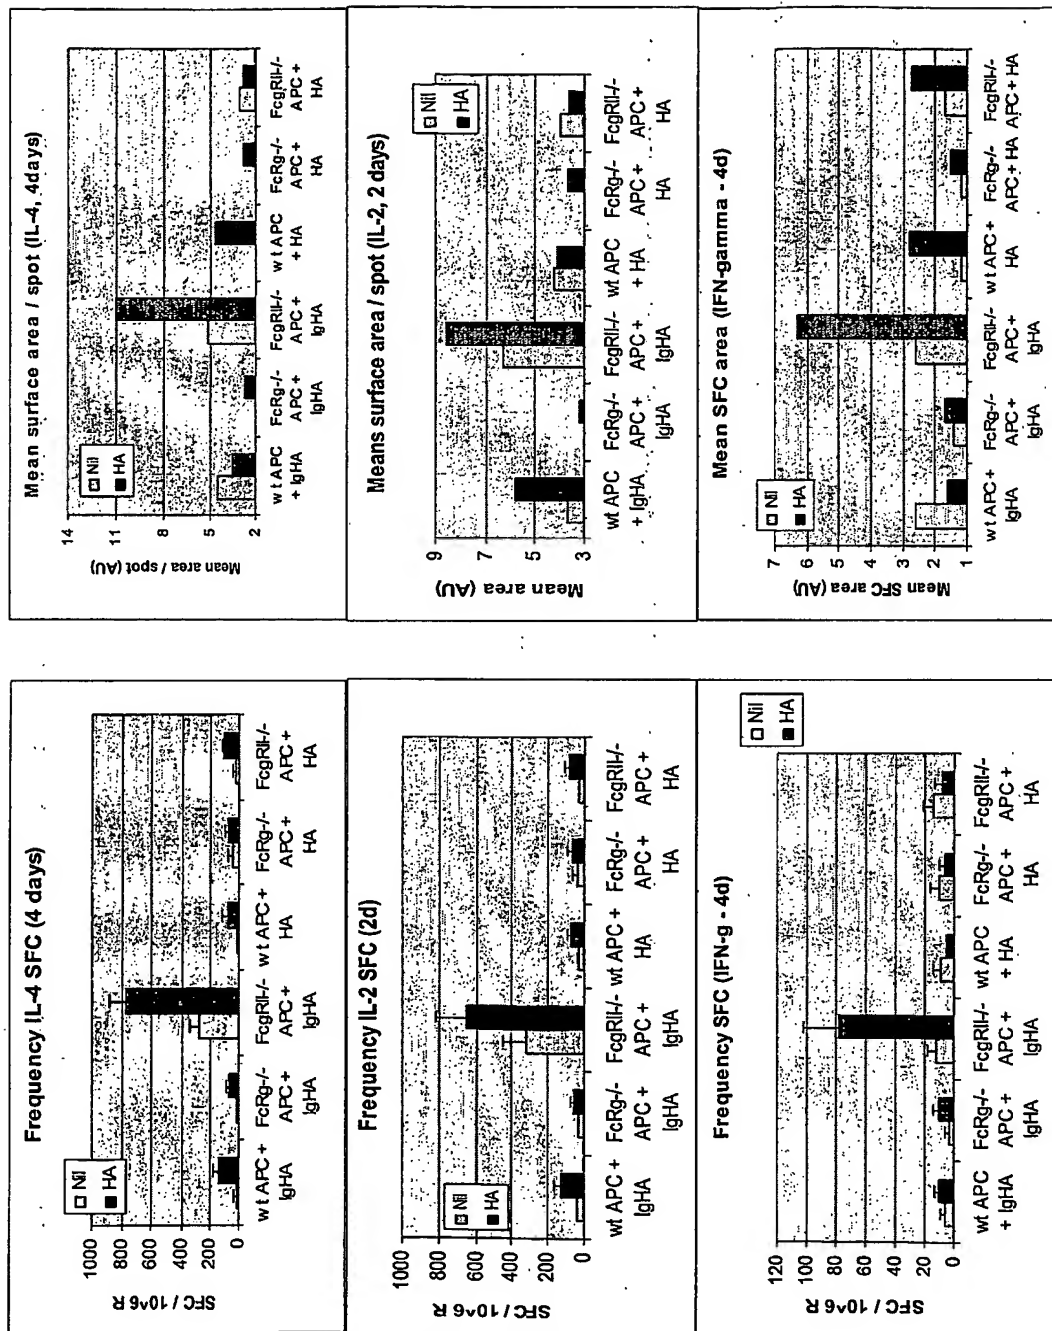 Frequency IL-4 SFC (4 days)
SFC / 10^6 R
1000
800
600
400
200
0
Nil
HA
wt APC + FcRg-/- FcgRII-/- wt APC + FcRg-/- FcgRII-/-
IgHA APC + APC + HA APC + APC +
IgHA IgHA HA HA
Mean surface area / spot (IL-4, 4days)
Mean area / spot (AU)
14
11
8
5
2
Nil
HA
wt APC FcRg-/- FcgRII-/- wt APC FcRg-/- FcgRII-/-
+ IgHA APC + APC + + HA APC + APC +
IgHA IgHA HA HA
Frequency IL-2 SFC (2d)
SFC / 10^6 R
1000
800
600
400
200
0
Nil
HA
wt APC + FcRg-/- FcgRII-/- wt APC + FcRg-/- FcgRII-/-
IgHA APC + APC + HA APC + APC +
IgHA IgHA HA HA
Means surface area / spot (IL-2, 2 days)
Mean area (AU)
9
7
5
3
Nil
HA
wt APC FcRg-/- FcgRII-/- wt APC FcRg-/- FcgRII-/-
+ IgHA APC + APC + + HA APC + APC +
IgHA IgHA HA HA
Frequency SFC (IFN-g - 4d)
SFC / 10^6 R
120
100
80
60
40
20
0
Nil
HA
wt APC FcRg-/- FcgRII-/- wt APC FcRg-/- FcgRII-/-
+ IgHA APC + APC + + HA APC + APC +
IgHA IgHA HA HA
Mean SFC area (IFN-gamma - 4d)
Mean SFC area (AU)
7
6
5
4
3
2
1
Nil
HA
wt APC + FcRg-/- FcgRII-/- wt APC + FcRg-/- FcgRII-/-
IgHA APC + APC + HA APC + HA APC + HA
IgHA IgHA